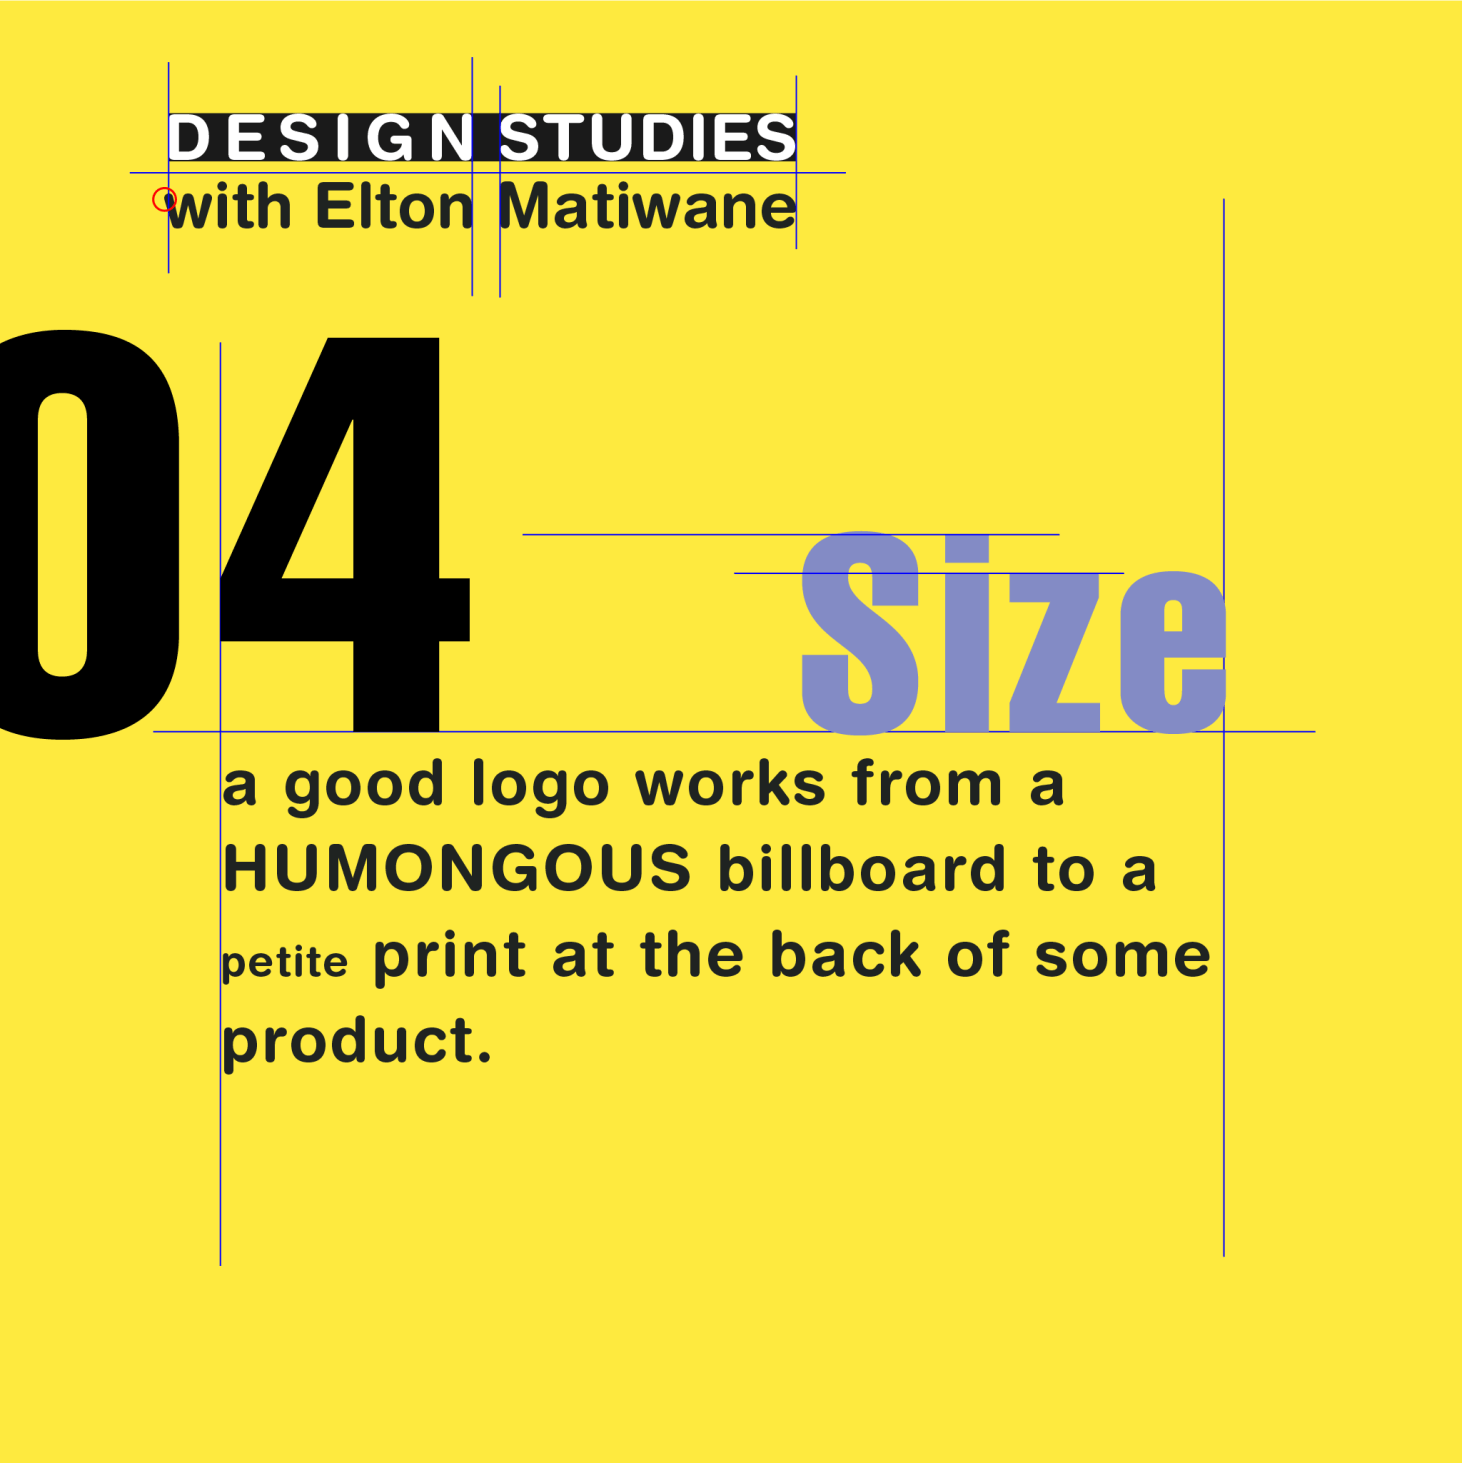 DESIGN STUDIES
with Elton Matiwane
04 Size
a good logo works from a
HUMONGOUS billboard to a
petite print at the back of some
product.